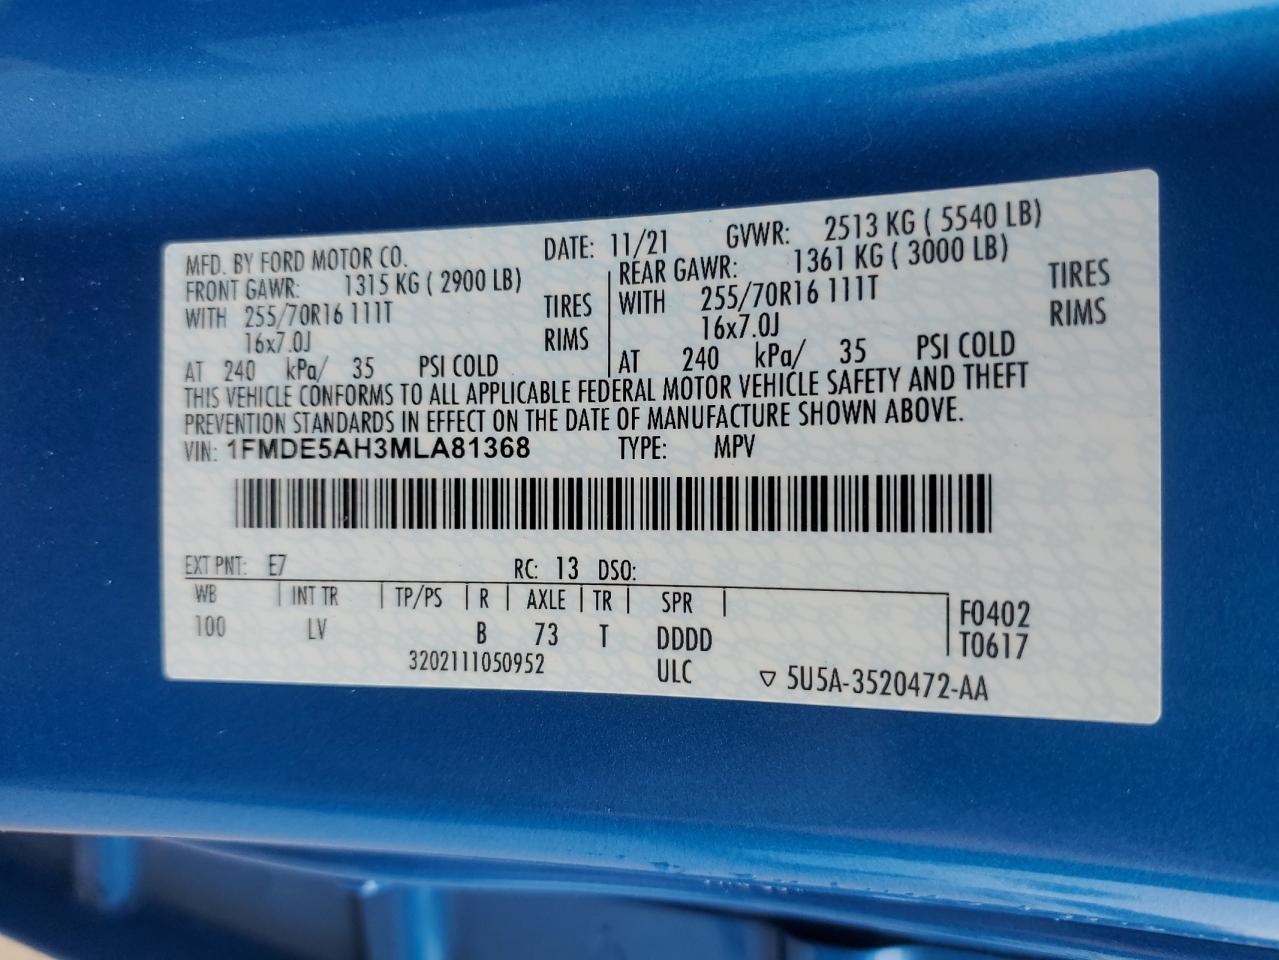 MFD. BY FORD MOTOR CO. DATE: 11/21 GVWR: 2513 KG ( 5540 LB)
FRONT GAWR: 1315 KG ( 2900 LB) REAR GAWR: 1361 KG ( 3000 LB)
WITH 255/70R16 111T TIRES WITH 255/70R16 111T TIRES
16x7.0J RIMS 16x7.0J RIMS
AT 240 kPa/ 35 PSI COLD AT 240 kPa/ 35 PSI COLD
THIS VEHICLE CONFORMS TO ALL APPLICABLE FEDERAL MOTOR VEHICLE SAFETY AND THEFT
PREVENTION STANDARDS IN EFFECT ON THE DATE OF MANUFACTURE SHOWN ABOVE.
VIN: 1FMDE5AH3MLA81368 TYPE: MPV
EXT PNT: E7 RC: 13 DSO:
WB INT TR TP/PS R AXLE TR SPR F0402
100 LV B 73 T DDDD T0617
3202111050952 ULC ▽ 5U5A-3520472-AA